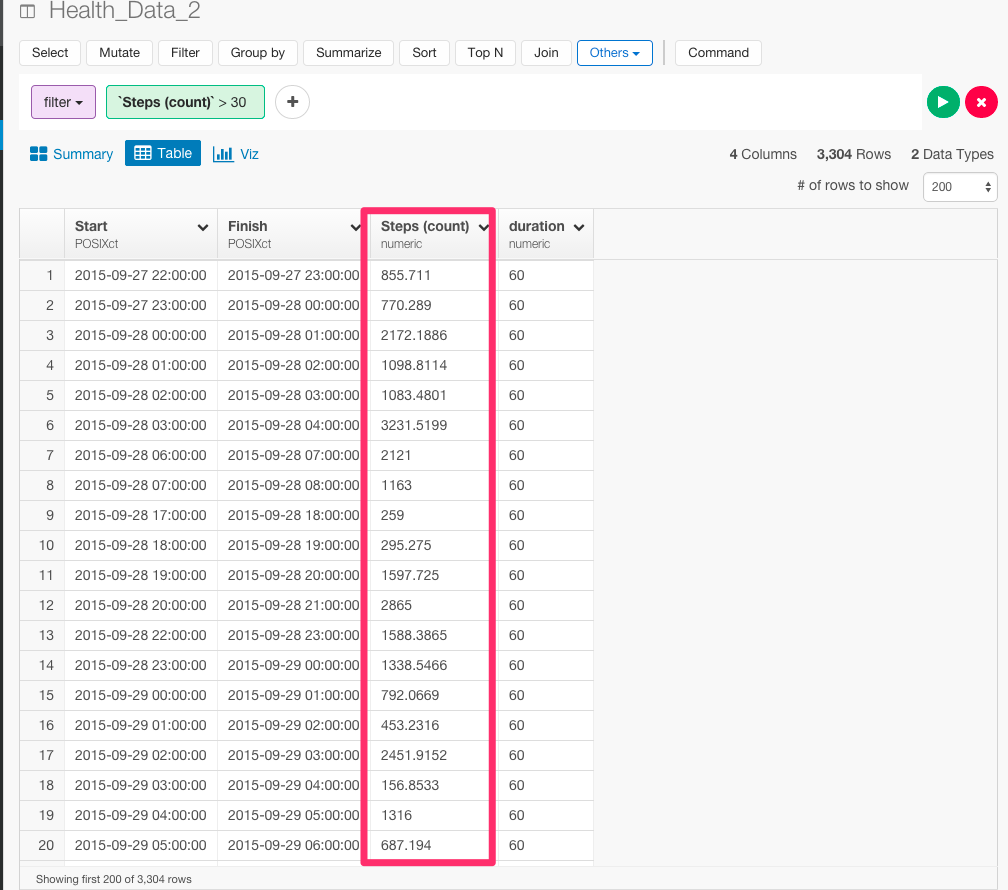 Health_Data_2
Select Mutate Filter Group by Summarize Sort Top N Join Others Command
filter `Steps (count)` > 30 +
Summary Table Viz 4 Columns 3,304 Rows 2 Data Types
# of rows to show 200
Start Finish Steps (count) duration
POSIXct POSIXct numeric numeric
1 2015-09-27 22:00:00 2015-09-27 23:00:00 855.711 60
2 2015-09-27 23:00:00 2015-09-28 00:00:00 770.289 60
3 2015-09-28 00:00:00 2015-09-28 01:00:00 2172.1886 60
4 2015-09-28 01:00:00 2015-09-28 02:00:00 1098.8114 60
5 2015-09-28 02:00:00 2015-09-28 03:00:00 1083.4801 60
6 2015-09-28 03:00:00 2015-09-28 04:00:00 3231.5199 60
7 2015-09-28 06:00:00 2015-09-28 07:00:00 2121 60
8 2015-09-28 07:00:00 2015-09-28 08:00:00 1163 60
9 2015-09-28 17:00:00 2015-09-28 18:00:00 259 60
10 2015-09-28 18:00:00 2015-09-28 19:00:00 295.275 60
11 2015-09-28 19:00:00 2015-09-28 20:00:00 1597.725 60
12 2015-09-28 20:00:00 2015-09-28 21:00:00 2865 60
13 2015-09-28 22:00:00 2015-09-28 23:00:00 1588.3865 60
14 2015-09-28 23:00:00 2015-09-29 00:00:00 1338.5466 60
15 2015-09-29 00:00:00 2015-09-29 01:00:00 792.0669 60
16 2015-09-29 01:00:00 2015-09-29 02:00:00 453.2316 60
17 2015-09-29 02:00:00 2015-09-29 03:00:00 2451.9152 60
18 2015-09-29 03:00:00 2015-09-29 04:00:00 156.8533 60
19 2015-09-29 04:00:00 2015-09-29 05:00:00 1316 60
20 2015-09-29 05:00:00 2015-09-29 06:00:00 687.194 60
Showing first 200 of 3,304 rows